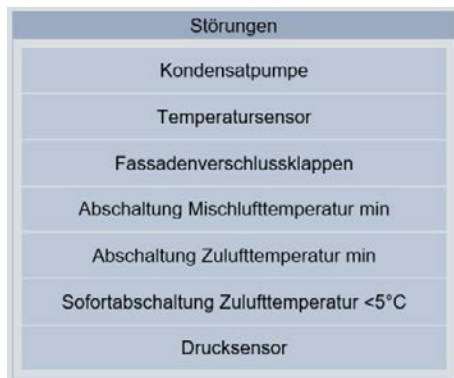 Störungen
Kondensatpumpe
Temperatursensor
Fassadenverschlussklappen
Abschaltung Mischlufttemperatur min
Abschaltung Zulufttemperatur min
Sofortabschaltung Zulufttemperatur <5°C
Drucksensor